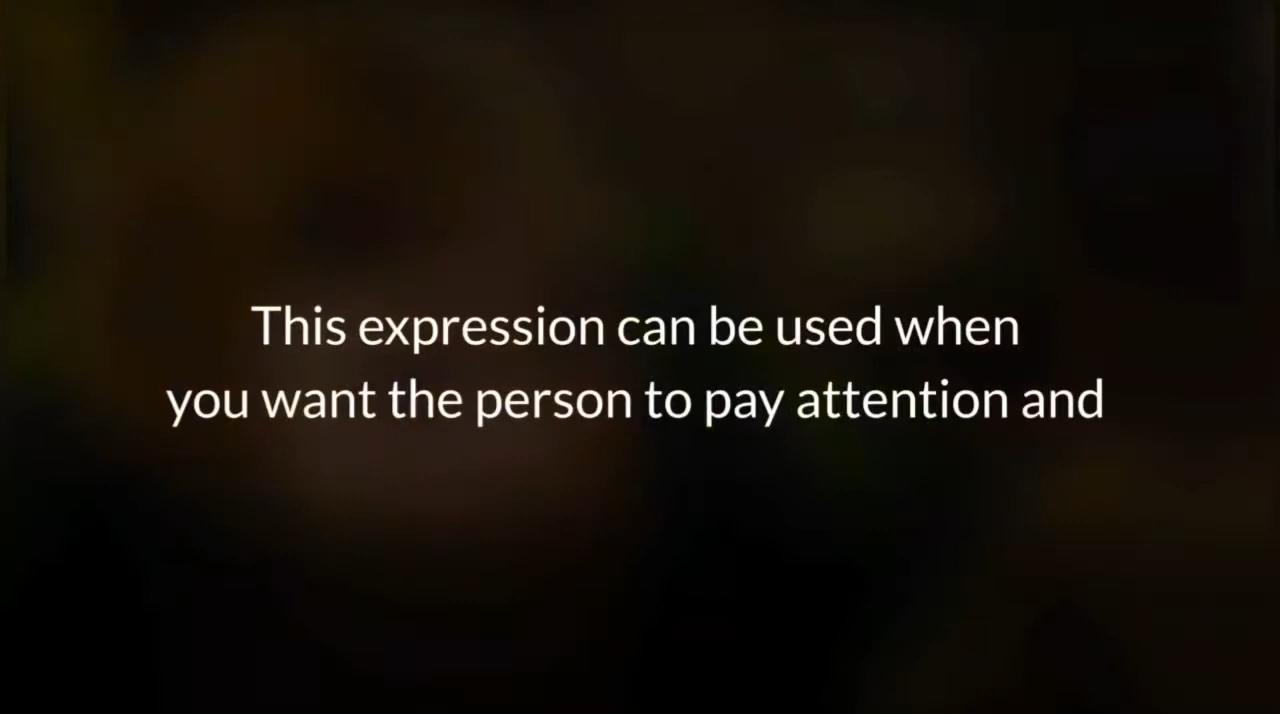 This expression can be used when
you want the person to pay attention and